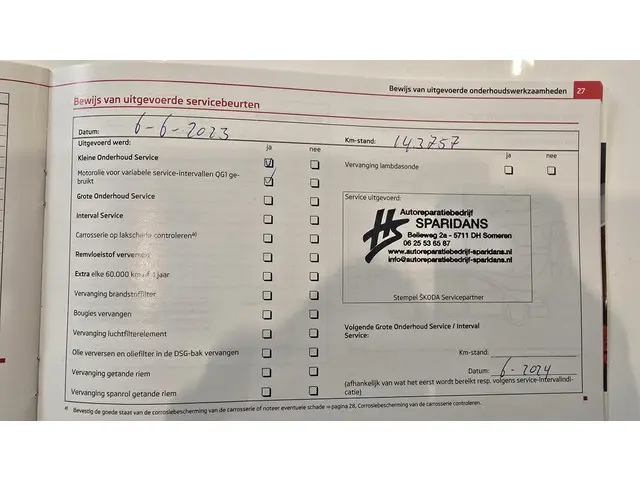 Bewijs van uitgevoerde onderhoudswerkzaamheden 27
Bewijs van uitgevoerde servicebeurten
Datum: 6-6-2023
Km-stand: 143757
Uitgevoerd werd: ja nee
Kleine Onderhoud Service
Motorolie voor variabele service-intervallen QG1 ge-
bruikt
Grote Onderhoud Service
Interval Service
Carrosserie op lakschade controleren a)
Remvloeistof verversen
Extra elke 60.000 km/4 jaar
Vervanging brandstoffilter
Bougies vervangen
Vervanging luchtfilterelement
Olie verversen en oliefilter in de DSG-bak vervangen
Vervanging getande riem
Vervanging spanrol getande riem
ja nee
Vervanging lambdasonde
Service uitgevoerd:
HS
Autoreparatiebedrijf
SPARIDANS
Belleweg 2a - 5711 DH Someren
06 25 53 65 87
www.autoreparatiebedrijf-sparidans.nl
info@autoreparatiebedrijf-sparidans.nl
Stempel ŠKODA Servicepartner
Volgende Grote Onderhoud Service / Interval
Service:
Km-stand:
Datum: 6-2024
(afhankelijk van wat het eerst wordt bereikt resp. volgens service-intervalindi-
catie)
a) Bevestig de goede staat van de corrosiebescherming van de carrosserie of noteer eventuele schade ⇒ pagina 28, Corrosiebescherming van de carrosserie controleren.